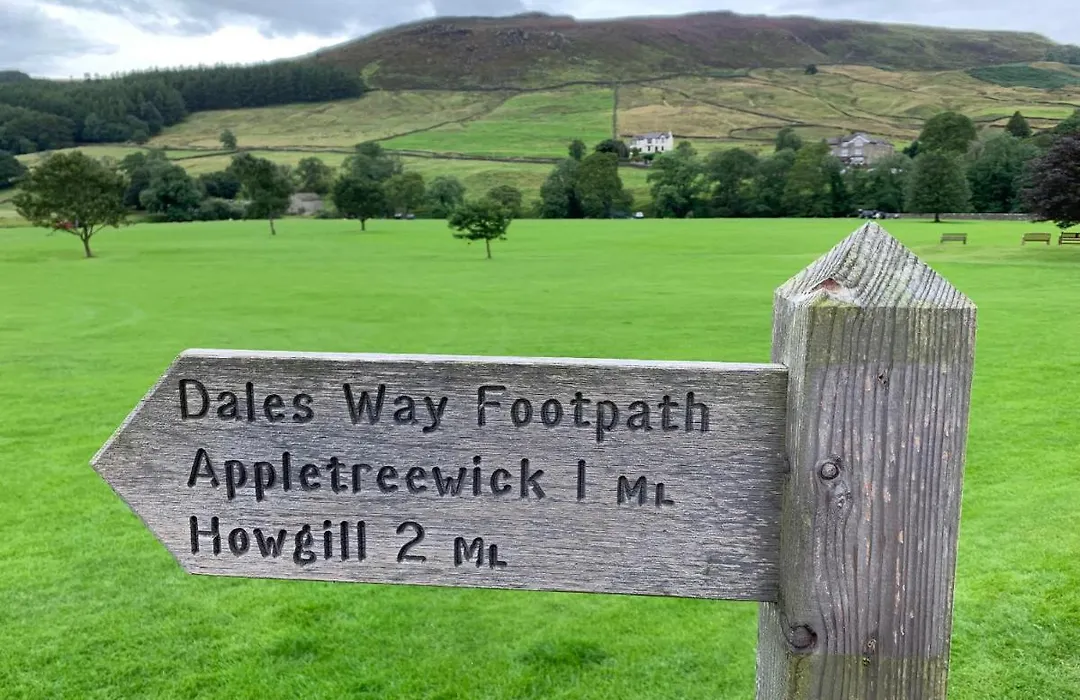 Dales Way Footpath
Appletreewick 1 ML
Howgill 2 ML